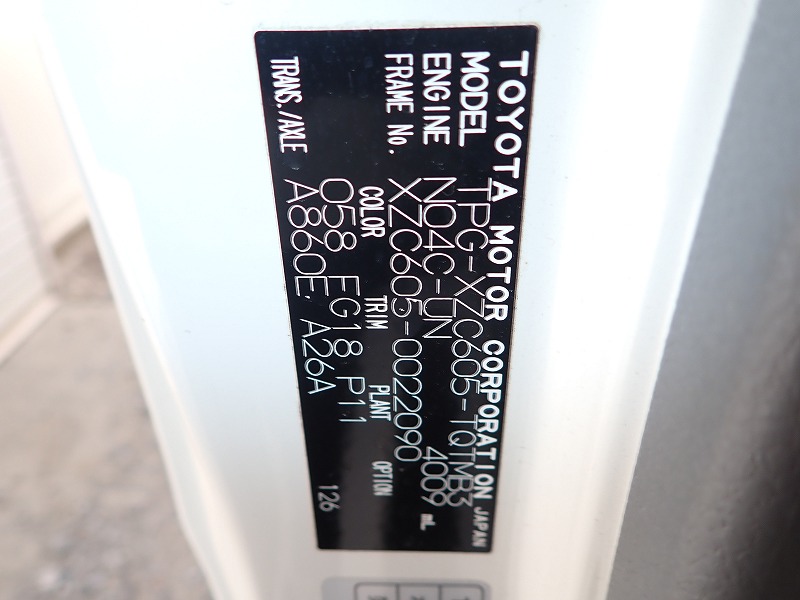 TOYOTA MOTOR CORPORATION JAPAN
MODEL TPG-XZC605-TQTMB3
ENGINE N04C-UN 4009 mL
FRAME No. XZC605-0022090
COLOR TRIM PLANT OPTION
058 EG18 P11
TRANS./AXLE A860E, A26A 126